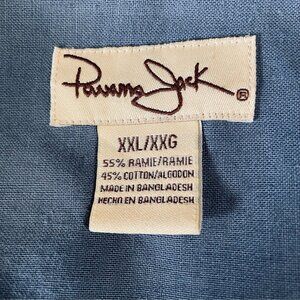 Panama Jack ®
XXL/XXG
55% RAMIE/RAMIE
45% COTTON/ALGODON
MADE IN BANGLADESH
HECHO EN BANGLADESH